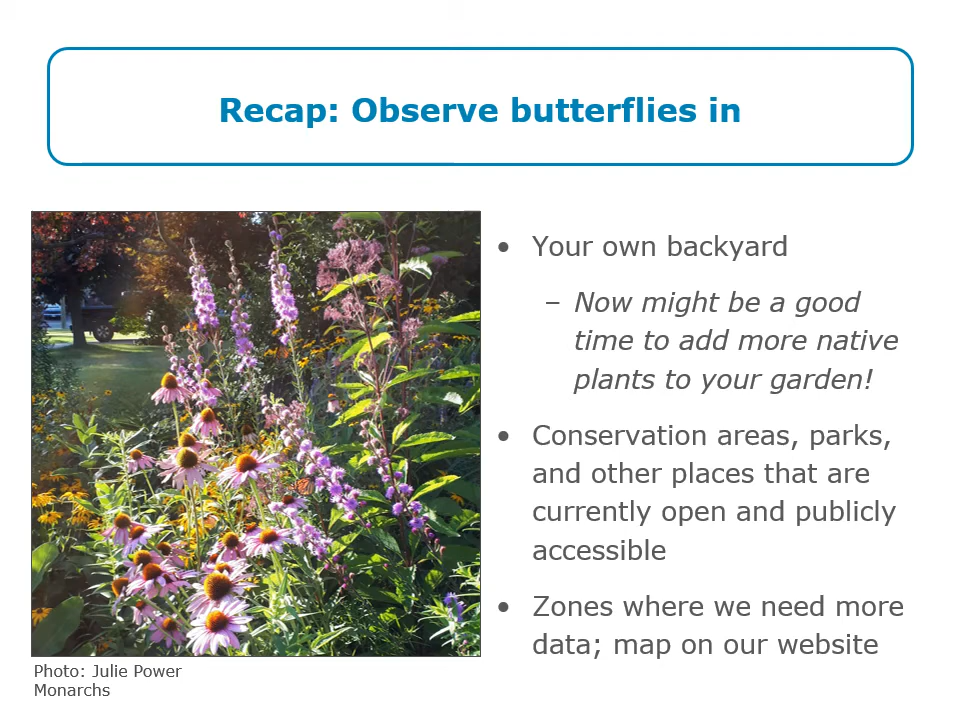 Recap: Observe butterflies in
• Your own backyard
– Now might be a good
time to add more native
plants to your garden!
• Conservation areas, parks,
and other places that are
currently open and publicly
accessible
• Zones where we need more
data; map on our website
Photo: Julie Power
Monarchs